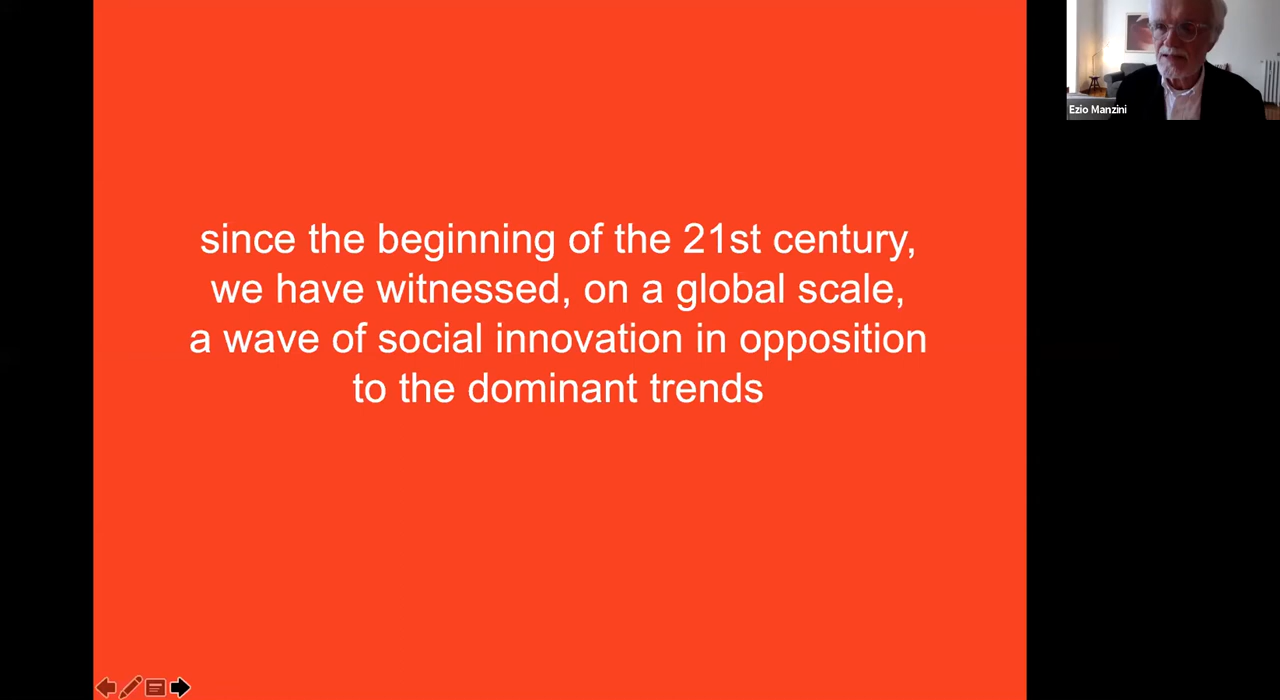 since the beginning of the 21st century,
we have witnessed, on a global scale,
a wave of social innovation in opposition
to the dominant trends
Ezio Manzini